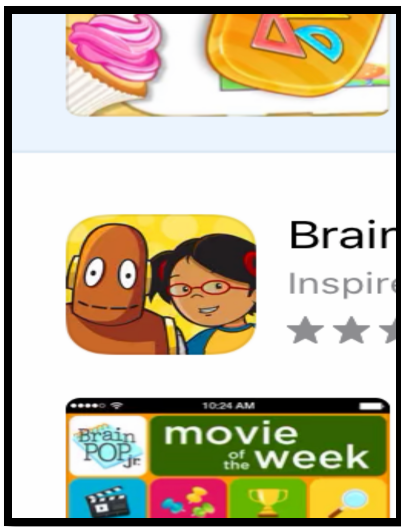 Brain
Inspire
10:24 AM
Brain
POP jr.
movie
of the week